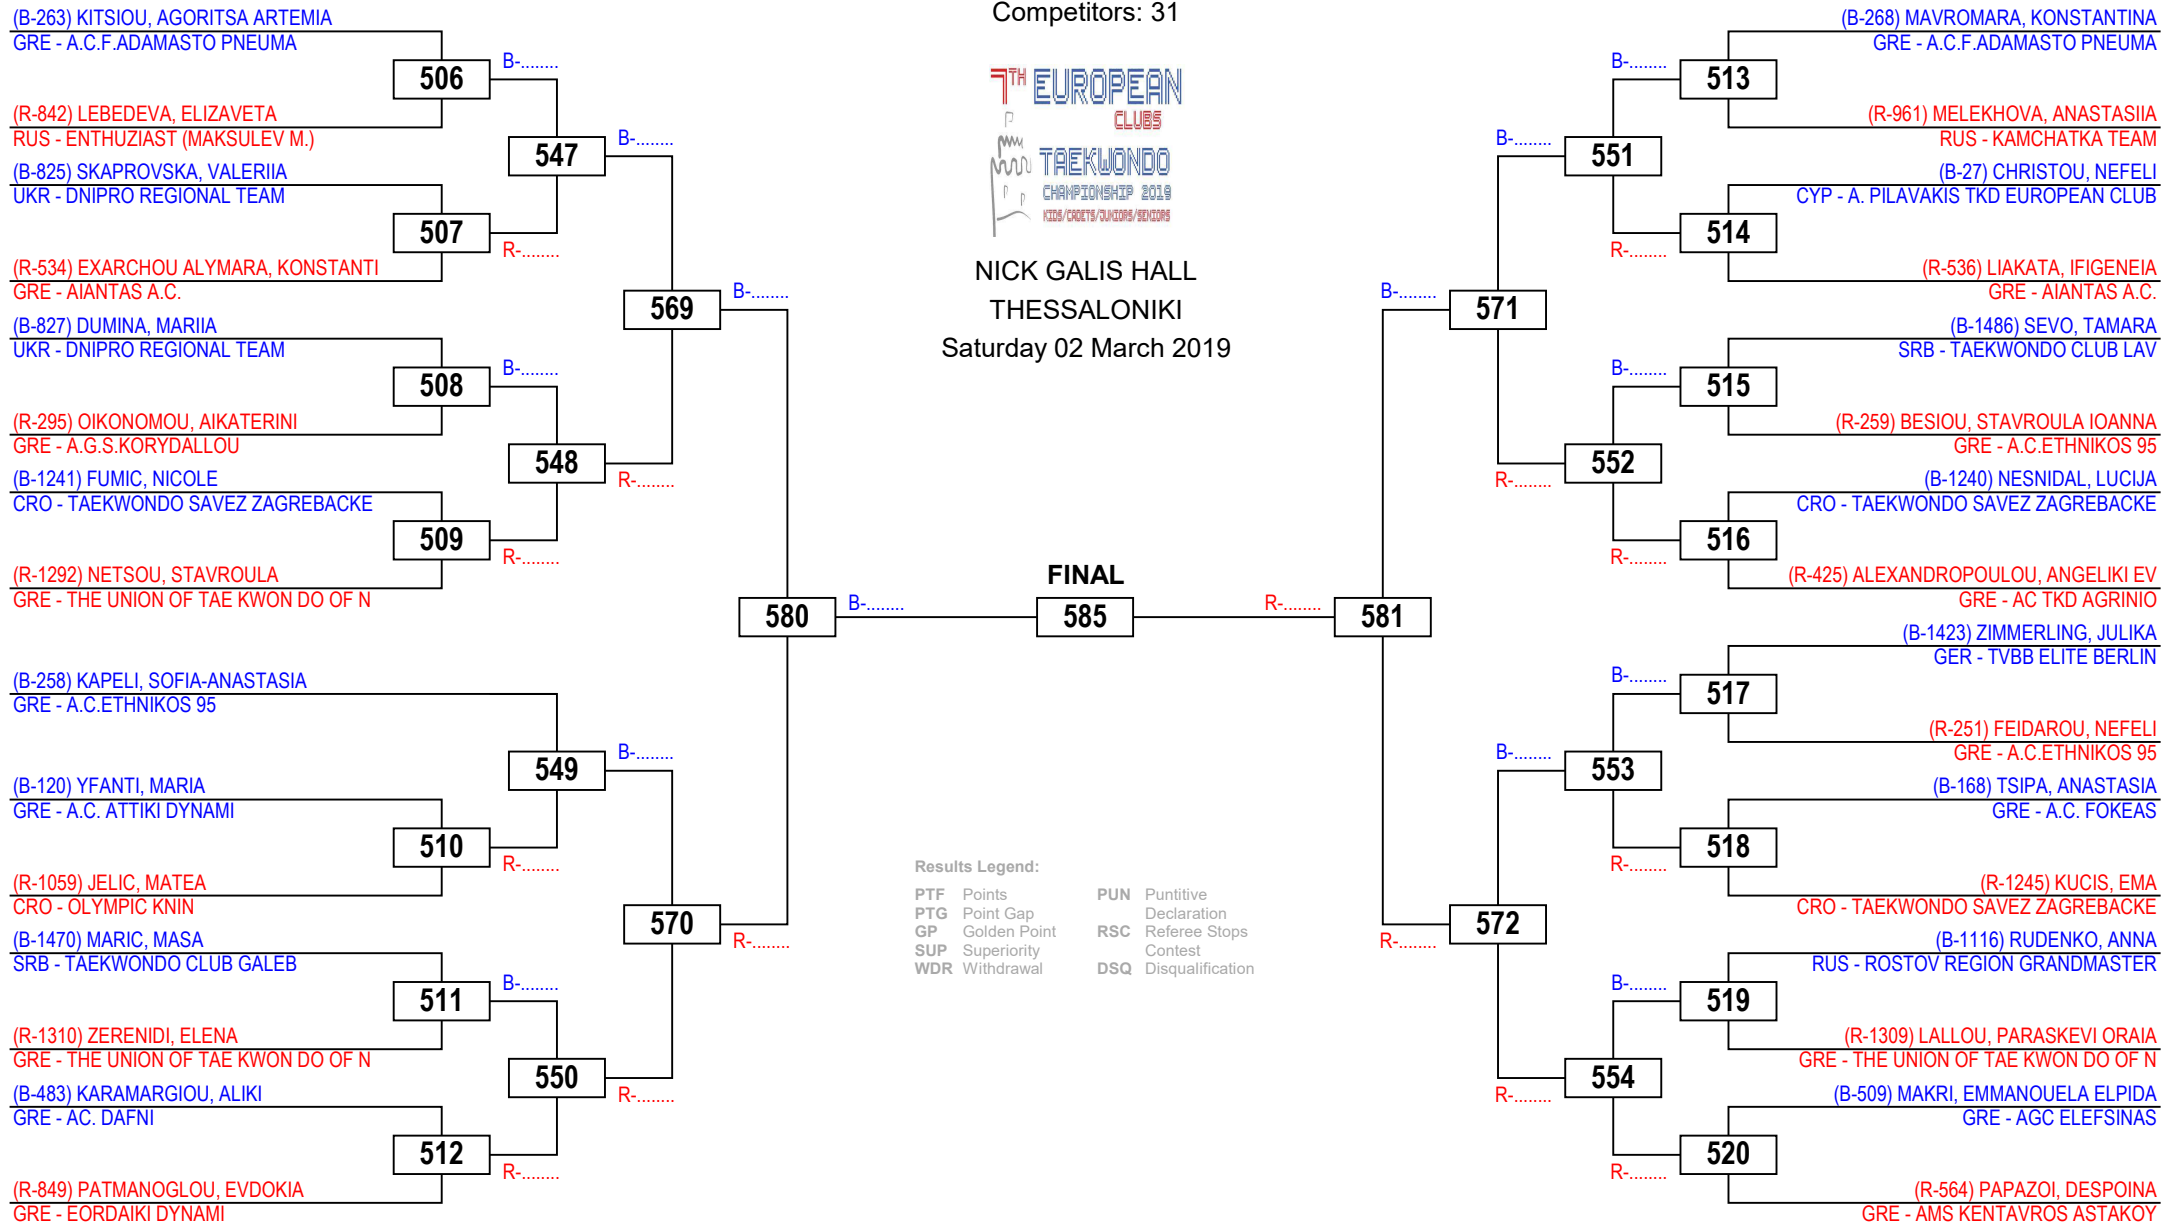 Competitors: 31
7TH EUROPEAN
CLUBS
TAEKWONDO
CHAMPIONSHIP 2019
KIDS/CADETS/JUNIORS/SENIORS
NICK GALIS HALL
THESSALONIKI
Saturday 02 March 2019
(B-263) KITSIOU, AGORITSA ARTEMIA
GRE - A.C.F.ADAMASTO PNEUMA
506
B-........
(R-842) LEBEDEVA, ELIZAVETA
RUS - ENTHUZIAST (MAKSULEV M.)
547
B-........
(B-825) SKAPROVSKA, VALERIIA
UKR - DNIPRO REGIONAL TEAM
507
R-........
(R-534) EXARCHOU ALYMARA, KONSTANTI
GRE - AIANTAS A.C.
569
B-........
(B-827) DUMINA, MARIIA
UKR - DNIPRO REGIONAL TEAM
508
B-........
(R-295) OIKONOMOU, AIKATERINI
GRE - A.G.S.KORYDALLOU
548
R-........
(B-1241) FUMIC, NICOLE
CRO - TAEKWONDO SAVEZ ZAGREBACKE
509
R-........
(R-1292) NETSOU, STAVROULA
GRE - THE UNION OF TAE KWON DO OF N
580
B-........
(B-258) KAPELI, SOFIA-ANASTASIA
GRE - A.C.ETHNIKOS 95
549
B-........
(B-120) YFANTI, MARIA
GRE - A.C. ATTIKI DYNAMI
510
R-........
(R-1059) JELIC, MATEA
CRO - OLYMPIC KNIN
570
R-........
(B-1470) MARIC, MASA
SRB - TAEKWONDO CLUB GALEB
511
B-........
(R-1310) ZERENIDI, ELENA
GRE - THE UNION OF TAE KWON DO OF N
550
R-........
(B-483) KARAMARGIOU, ALIKI
GRE - AC. DAFNI
512
R-........
(R-849) PATMANOGLOU, EVDOKIA
GRE - EORDAIKI DYNAMI
FINAL
585
Results Legend:
PTF Points
PTG Point Gap
GP Golden Point
SUP Superiority
WDR Withdrawal
PUN Puntitive
Declaration
RSC Referee Stops
Contest
DSQ Disqualification
(B-268) MAVROMARA, KONSTANTINA
GRE - A.C.F.ADAMASTO PNEUMA
B-........
513
(R-961) MELEKHOVA, ANASTASIIA
RUS - KAMCHATKA TEAM
B-........
551
(B-27) CHRISTOU, NEFELI
CYP - A. PILAVAKIS TKD EUROPEAN CLUB
514
R-........
(R-536) LIAKATA, IFIGENEIA
GRE - AIANTAS A.C.
B-........
571
(B-1486) SEVO, TAMARA
SRB - TAEKWONDO CLUB LAV
B-........
515
(R-259) BESIOU, STAVROULA IOANNA
GRE - A.C.ETHNIKOS 95
552
R-........
(B-1240) NESNIDAL, LUCIJA
CRO - TAEKWONDO SAVEZ ZAGREBACKE
516
R-........
(R-425) ALEXANDROPOULOU, ANGELIKI EV
GRE - AC TKD AGRINIO
R-........
581
(B-1423) ZIMMERLING, JULIKA
GER - TVBB ELITE BERLIN
B-........
517
(R-251) FEIDAROU, NEFELI
GRE - A.C.ETHNIKOS 95
B-........
553
(B-168) TSIPA, ANASTASIA
GRE - A.C. FOKEAS
518
R-........
(R-1245) KUCIS, EMA
CRO - TAEKWONDO SAVEZ ZAGREBACKE
572
R-........
(B-1116) RUDENKO, ANNA
RUS - ROSTOV REGION GRANDMASTER
B-........
519
(R-1309) LALLOU, PARASKEVI ORAIA
GRE - THE UNION OF TAE KWON DO OF N
554
R-........
(B-509) MAKRI, EMMANOUELA ELPIDA
GRE - AGC ELEFSINAS
520
R-........
(R-564) PAPAZOI, DESPOINA
GRE - AMS KENTAVROS ASTAKOY